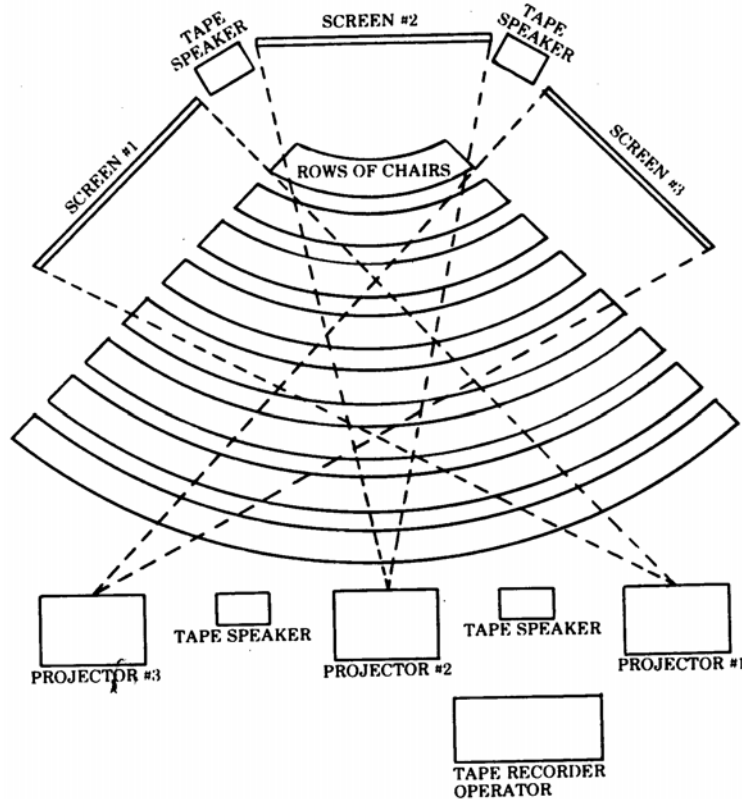 TAPE
SPEAKER
SCREEN #2
TAPE
SPEAKER
SCREEN #1
ROWS OF CHAIRS
SCREEN #3
TAPE SPEAKER
TAPE SPEAKER
PROJECTOR #3
PROJECTOR #2
PROJECTOR #1
TAPE RECORDER
OPERATOR